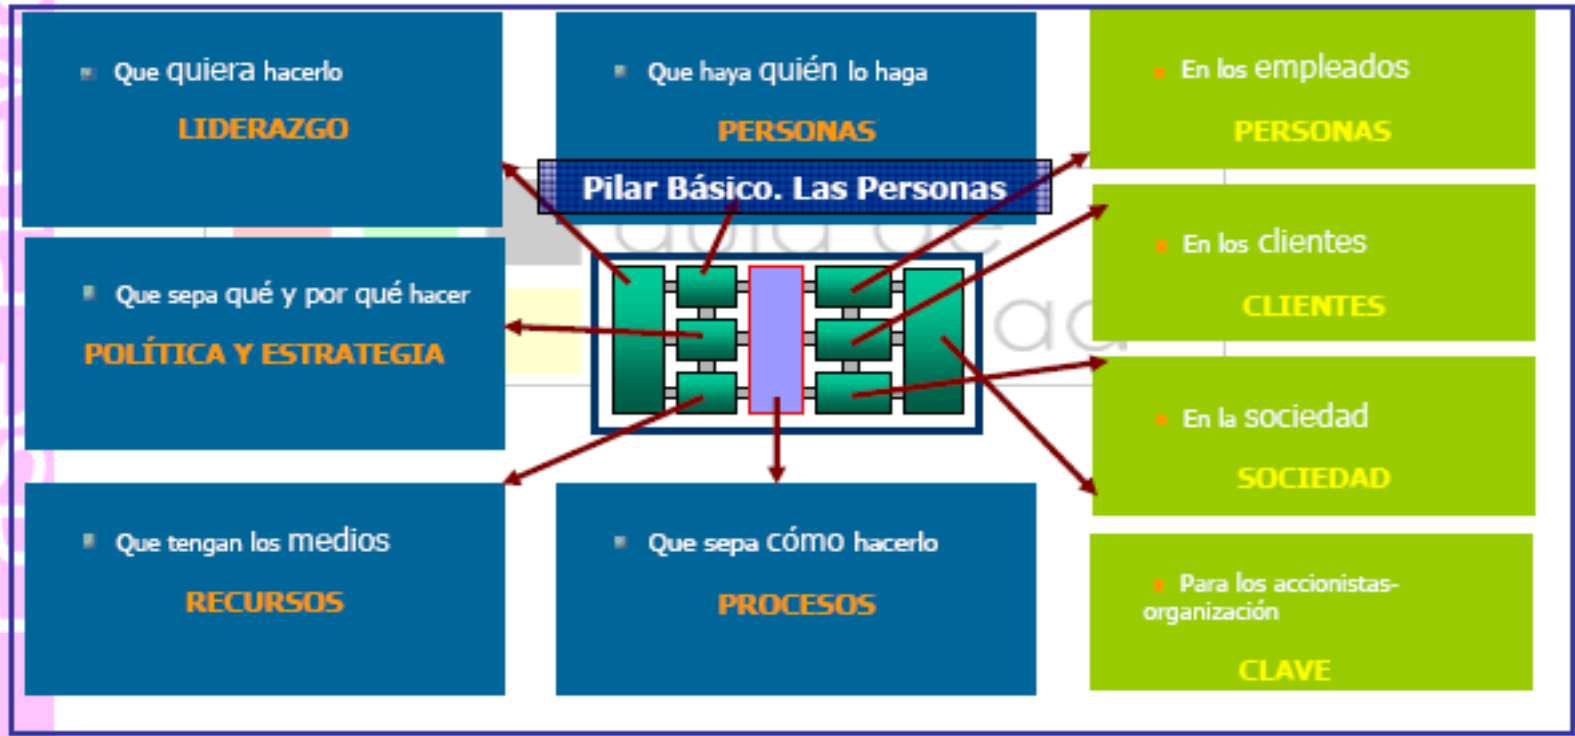 Que quiera hacerlo
LIDERAZGO
Que haya quién lo haga
PERSONAS
En los empleados
PERSONAS
Pilar Básico. Las Personas
Que sepa qué y por qué hacer
POLÍTICA Y ESTRATEGIA
En los clientes
CLIENTES
En la sociedad
SOCIEDAD
Que tengan los medios
RECURSOS
Que sepa cómo hacerlo
PROCESOS
Para los accionistas-
organización
CLAVE